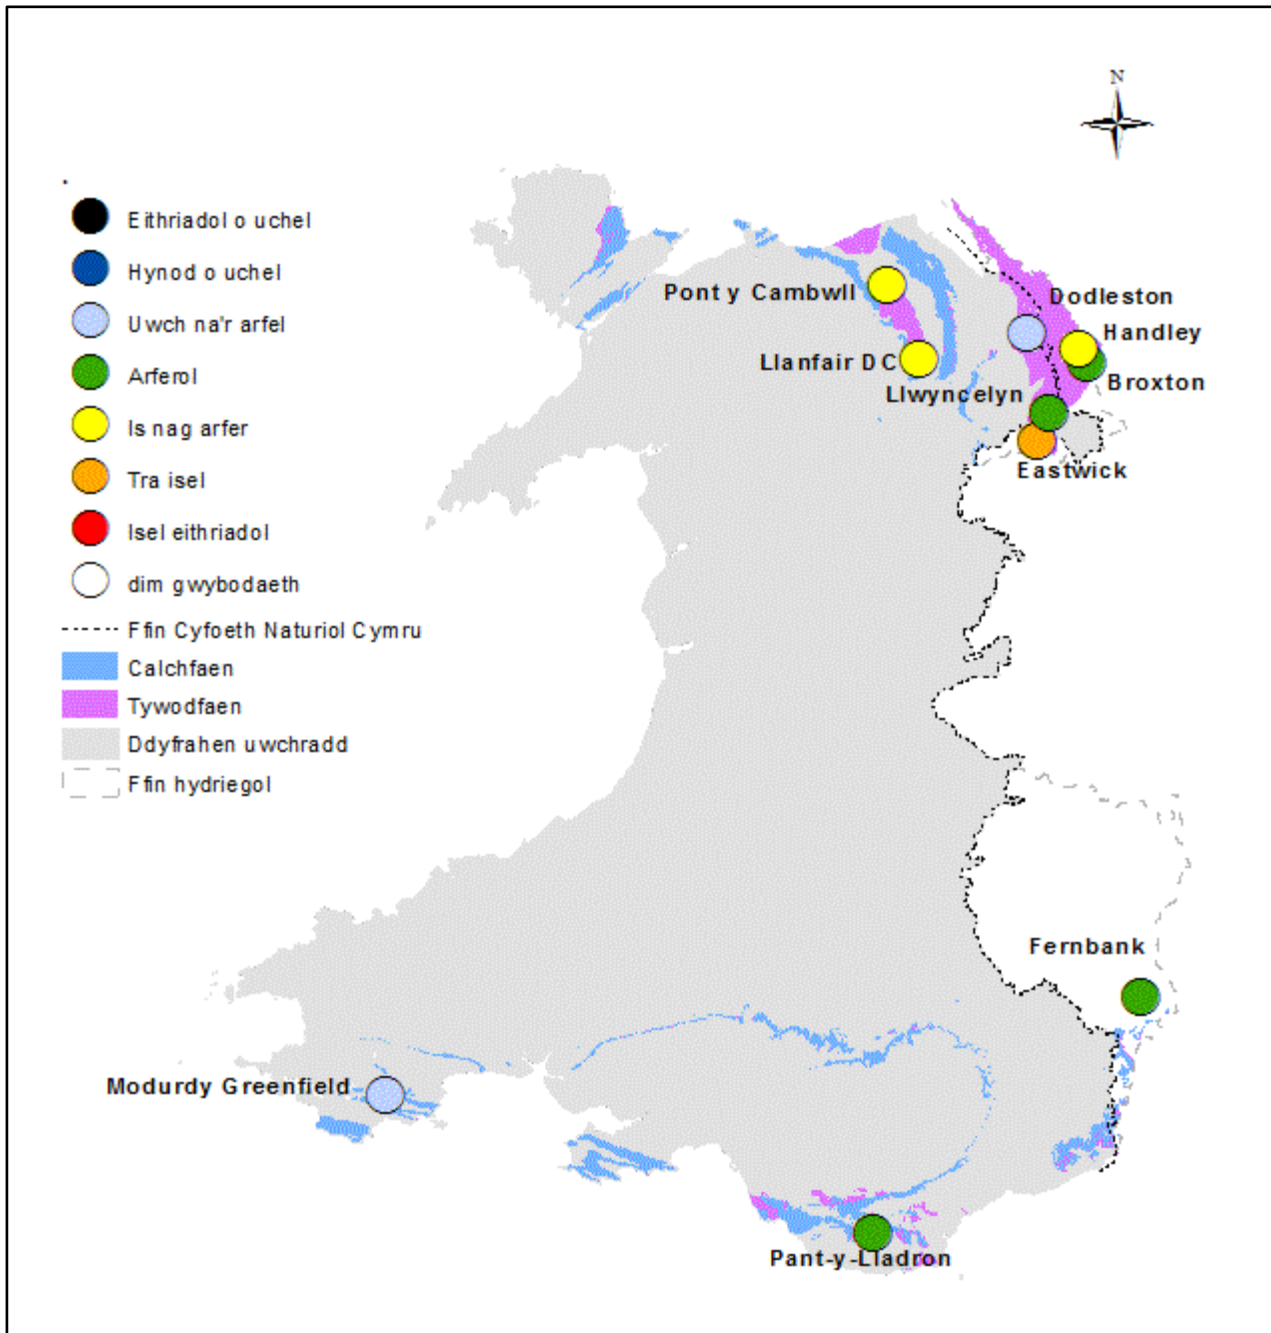 N
Eithriadol o uchel
Hynod o uchel
Uwch na'r arfel
Arferol
Is nag arfer
Tra isel
Isel eithriadol
dim gwybodaeth
Ffin Cyfoeth Naturiol Cymru
Calchfaen
Tywodfaen
Ddyfrahen uwchradd
Ffin hydriegol
Pont y Cambwll
Dodleston
Handley
Llanfair DC
Broxton
Llwyncelyn
Eastwick
Fernbank
Modurdy Greenfield
Pant-y-Lladron